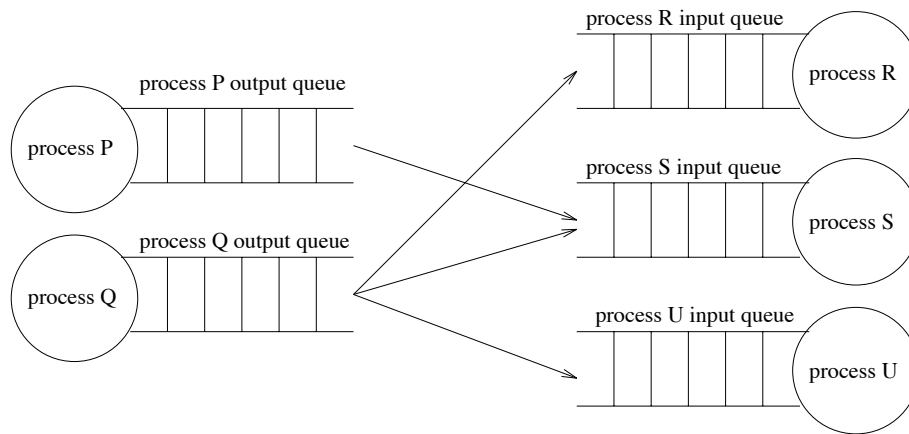 process P output queue
process P
process Q output queue
process Q
process R input queue
process R
process S input queue
process S
process U input queue
process U